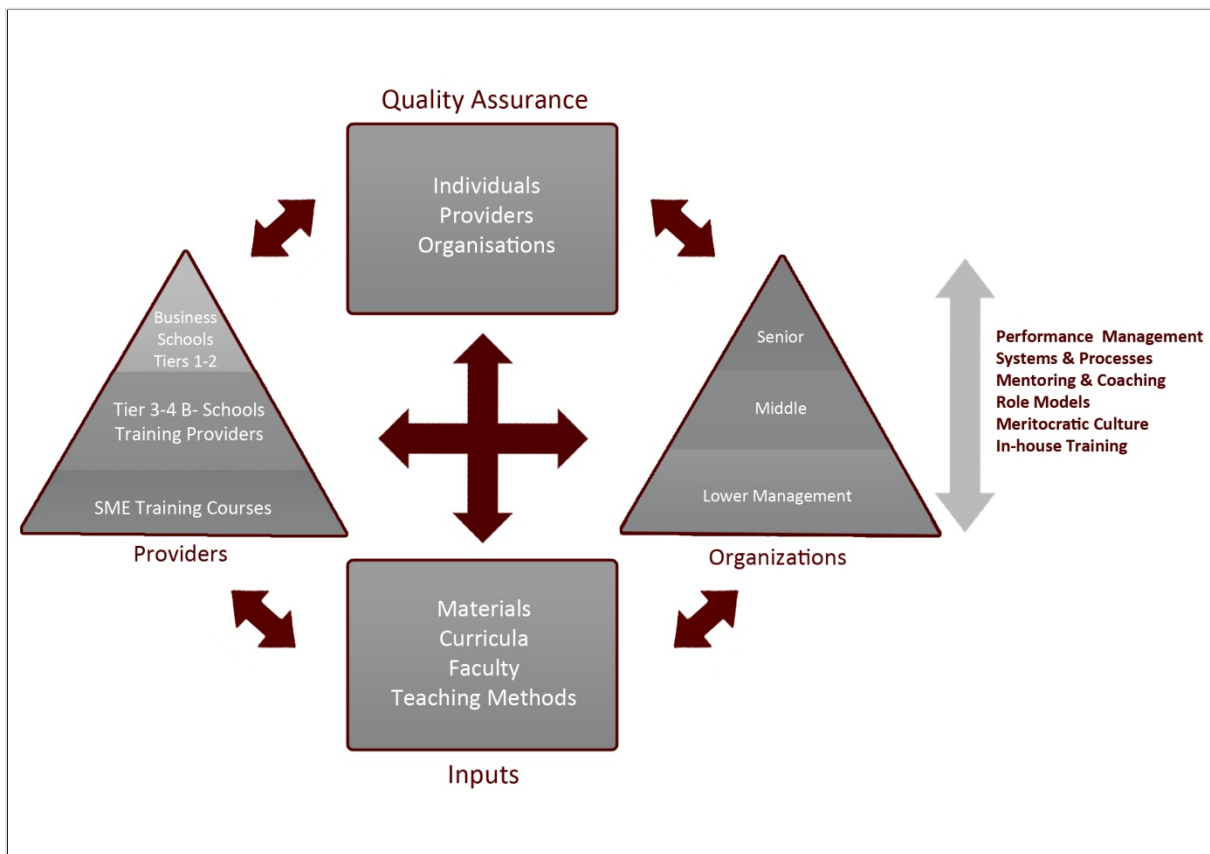 Quality Assurance
Individuals
Providers
Organisations
Business
Schools
Tiers 1-2
Tier 3-4 B- Schools
Training Providers
SME Training Courses
Providers
Senior
Middle
Lower Management
Organizations
Performance Management
Systems & Processes
Mentoring & Coaching
Role Models
Meritocratic Culture
In-house Training
Materials
Curricula
Faculty
Teaching Methods
Inputs